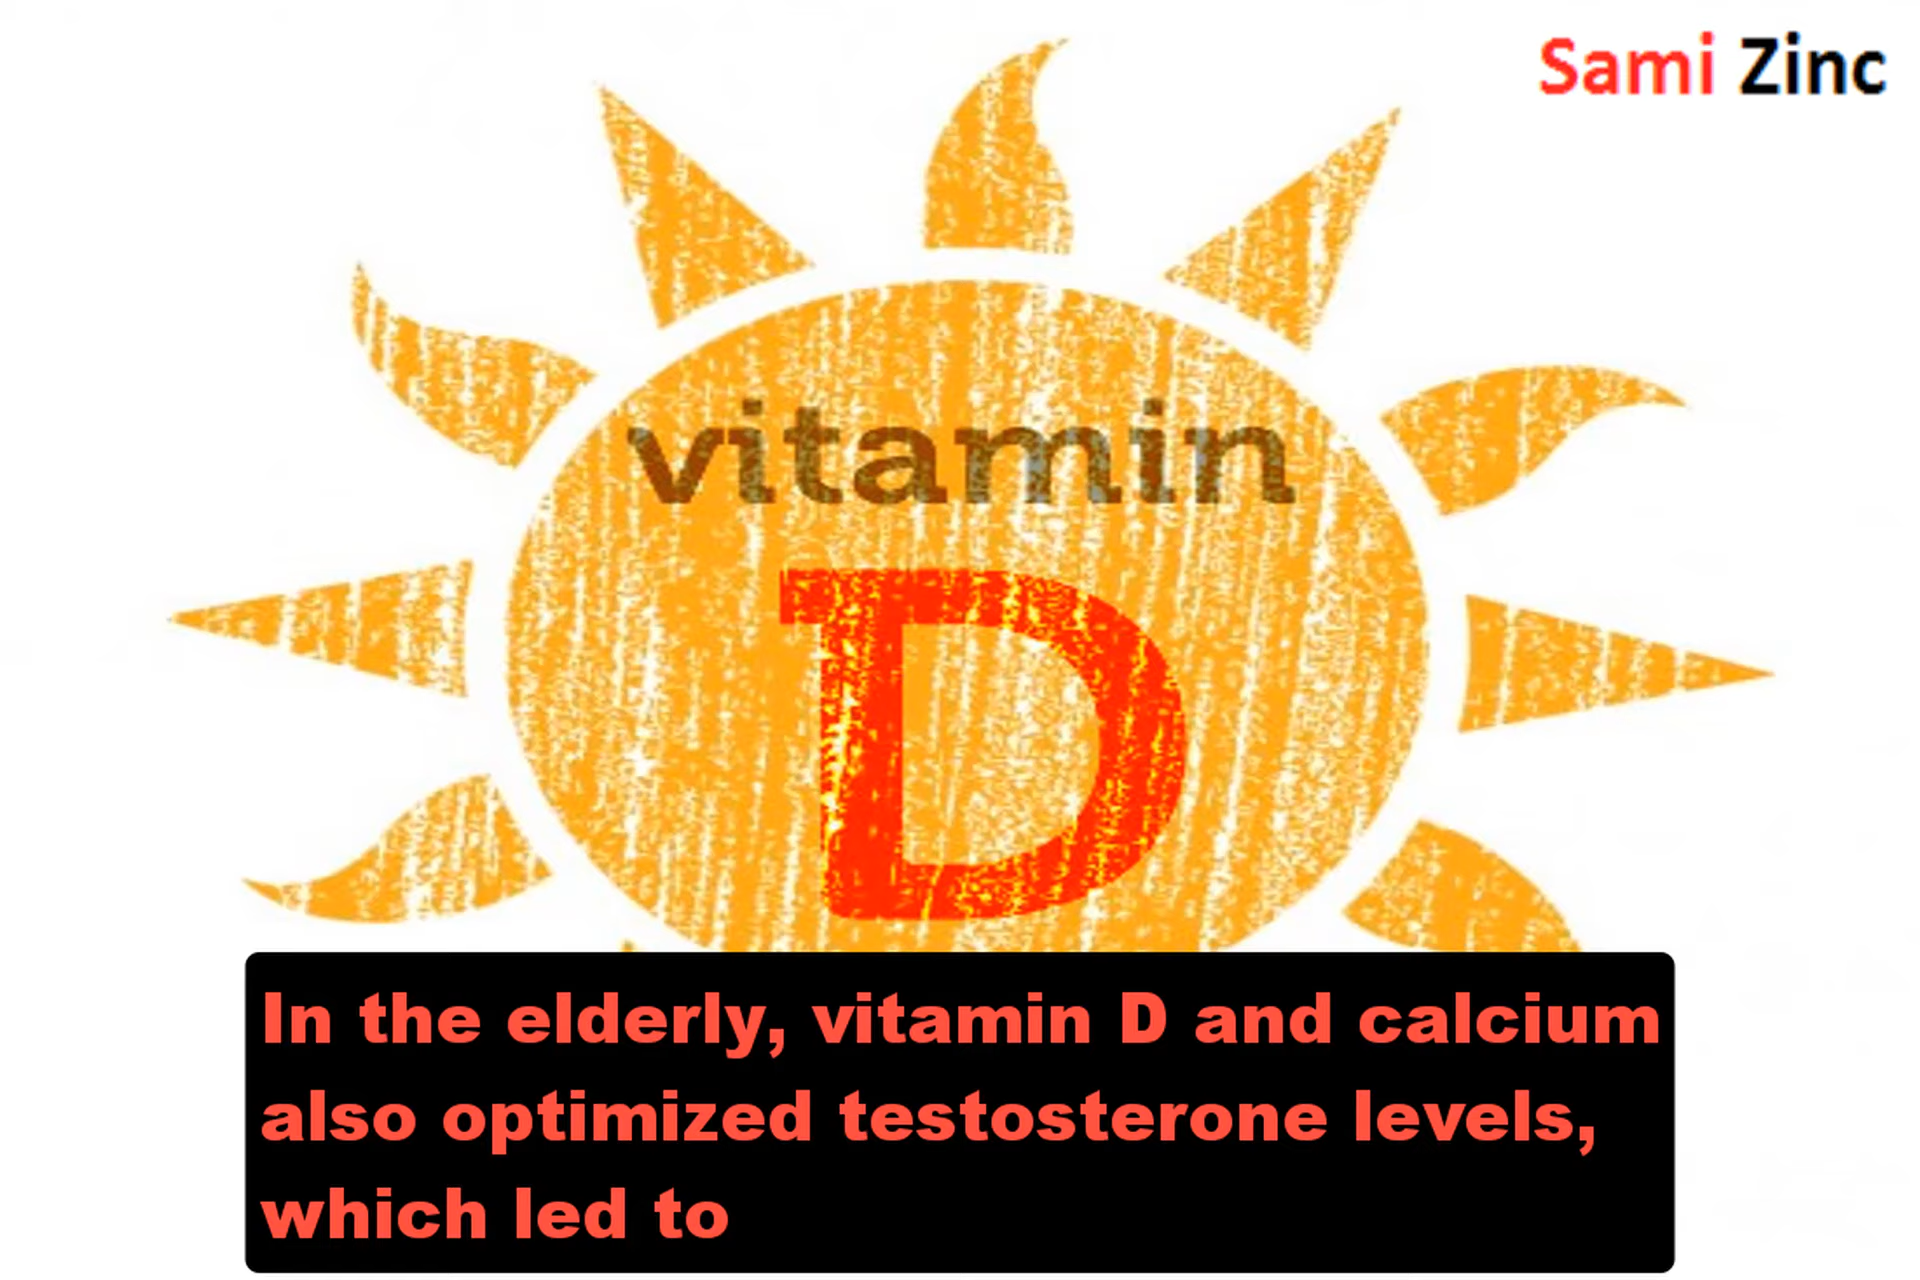 Sami Zinc
vitamin
D
In the elderly, vitamin D and calcium
also optimized testosterone levels,
which led to